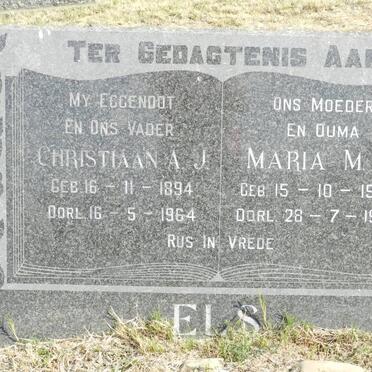 TER GEDAGTENIS AAN
MY EGGENOOT
EN ONS VADER
CHRISTIAAN A. J.
GEB. 16 - 11 - 1894
OORL. 16 - 5 - 1964
ONS MOEDER
EN OUMA
MARIA M.
GEB. 15 - 10 - 19
OORL. 28 - 7 - 19
RUS IN VREDE
ELS